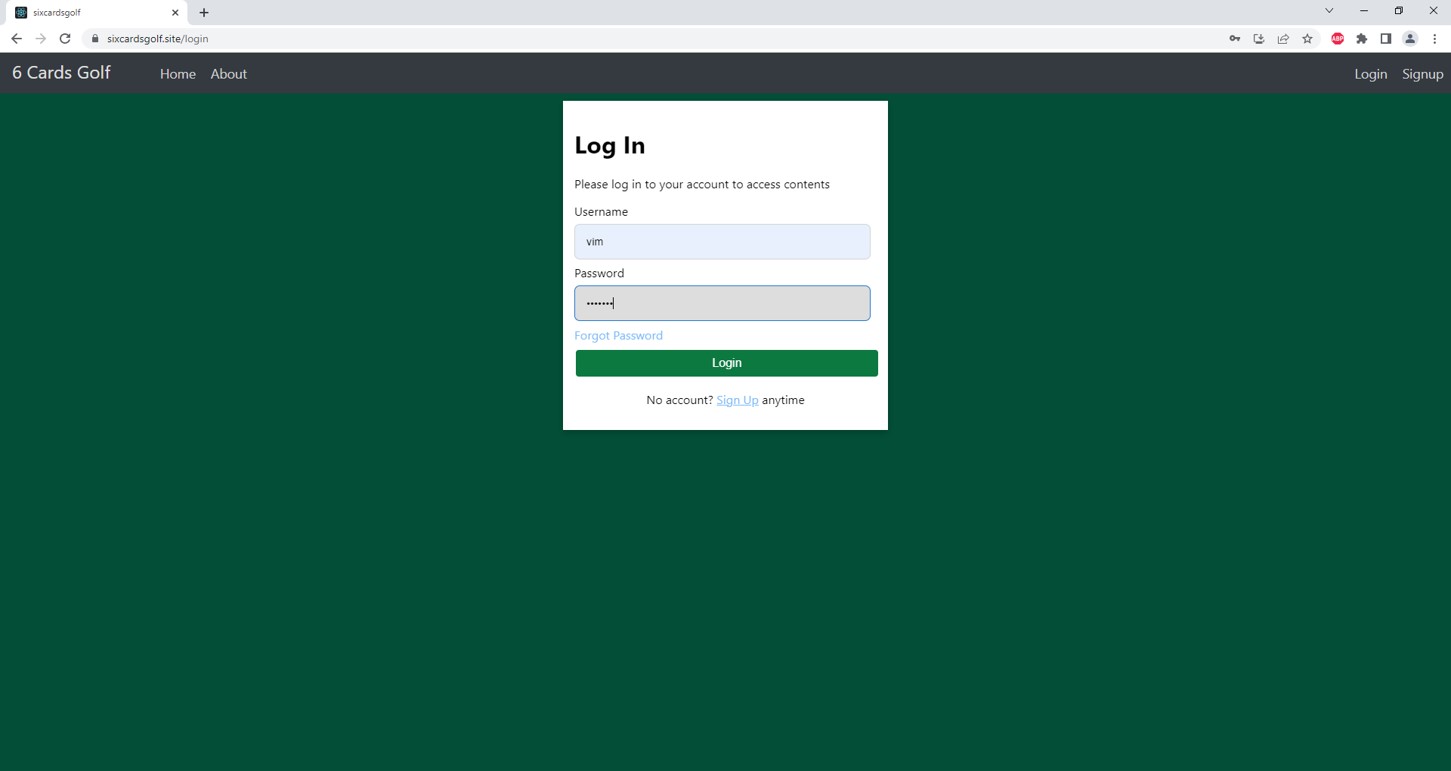 sixcardsgolf
sixcardsgolf.site/login
ABP
6 Cards Golf Home About Login Signup
Log In
Please log in to your account to access contents
Username
vim
Password
•••••••
Forgot Password
Login
No account? Sign Up anytime